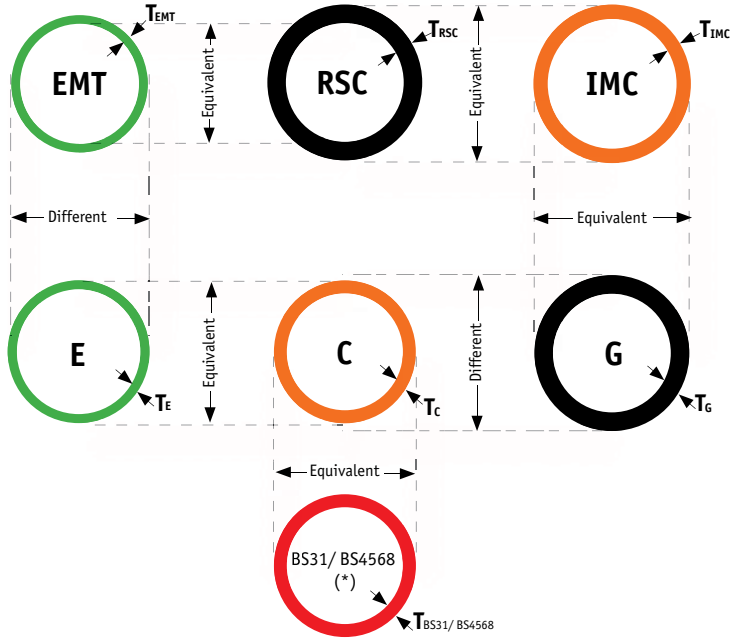 TEMT
TRSC
TIMC
EMT
RSC
IMC
Equivalent
Equivalent
Different
Equivalent
E
C
G
Equivalent
Different
TE
TC
TG
Equivalent
BS31/ BS4568
(*)
TBS31/ BS4568